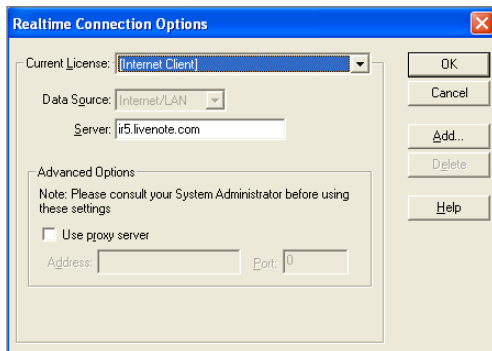 Realtime Connection Options
Current License: [Internet Client]
OK
Data Source: Internet/LAN
Cancel
Server: ir5.livenote.com
Add...
Delete
Advanced Options
Note: Please consult your System Administrator before using
these settings
Help
Use proxy server
Address: Port: 0